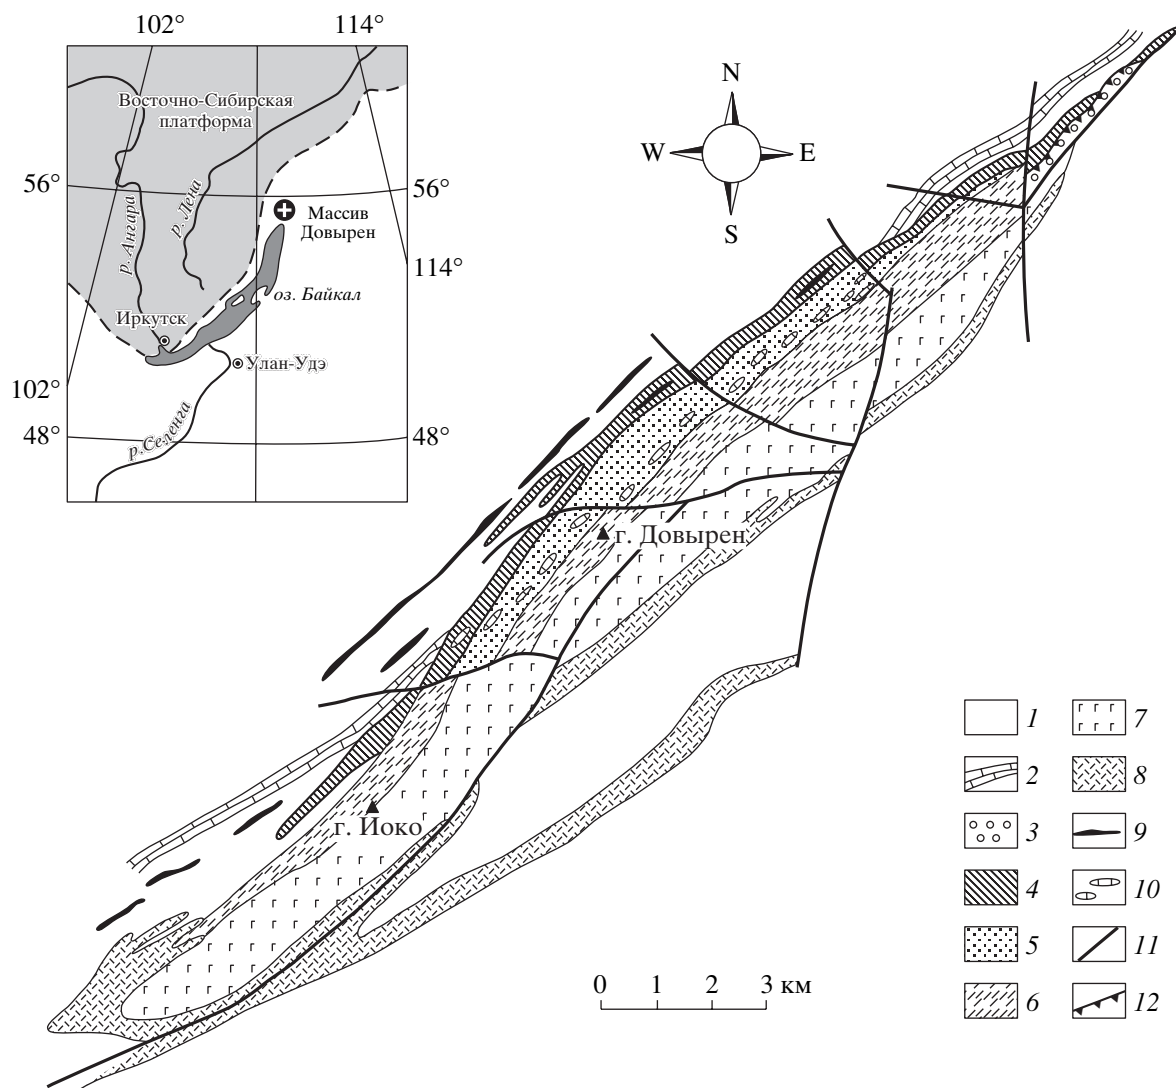 102°
114°
Восточно-Сибирская
платформа
56°
56°
р. Ангара
р. Лена
Массив
Довырен
114°
оз. Байкал
Иркутск
Улан-Удэ
102°
48°
48°
р.Селенга
N
W
E
S
г. Довырен
г. Йоко
0 1 2 3 км
1
7
2
8
3
9
4
10
5
11
6
12